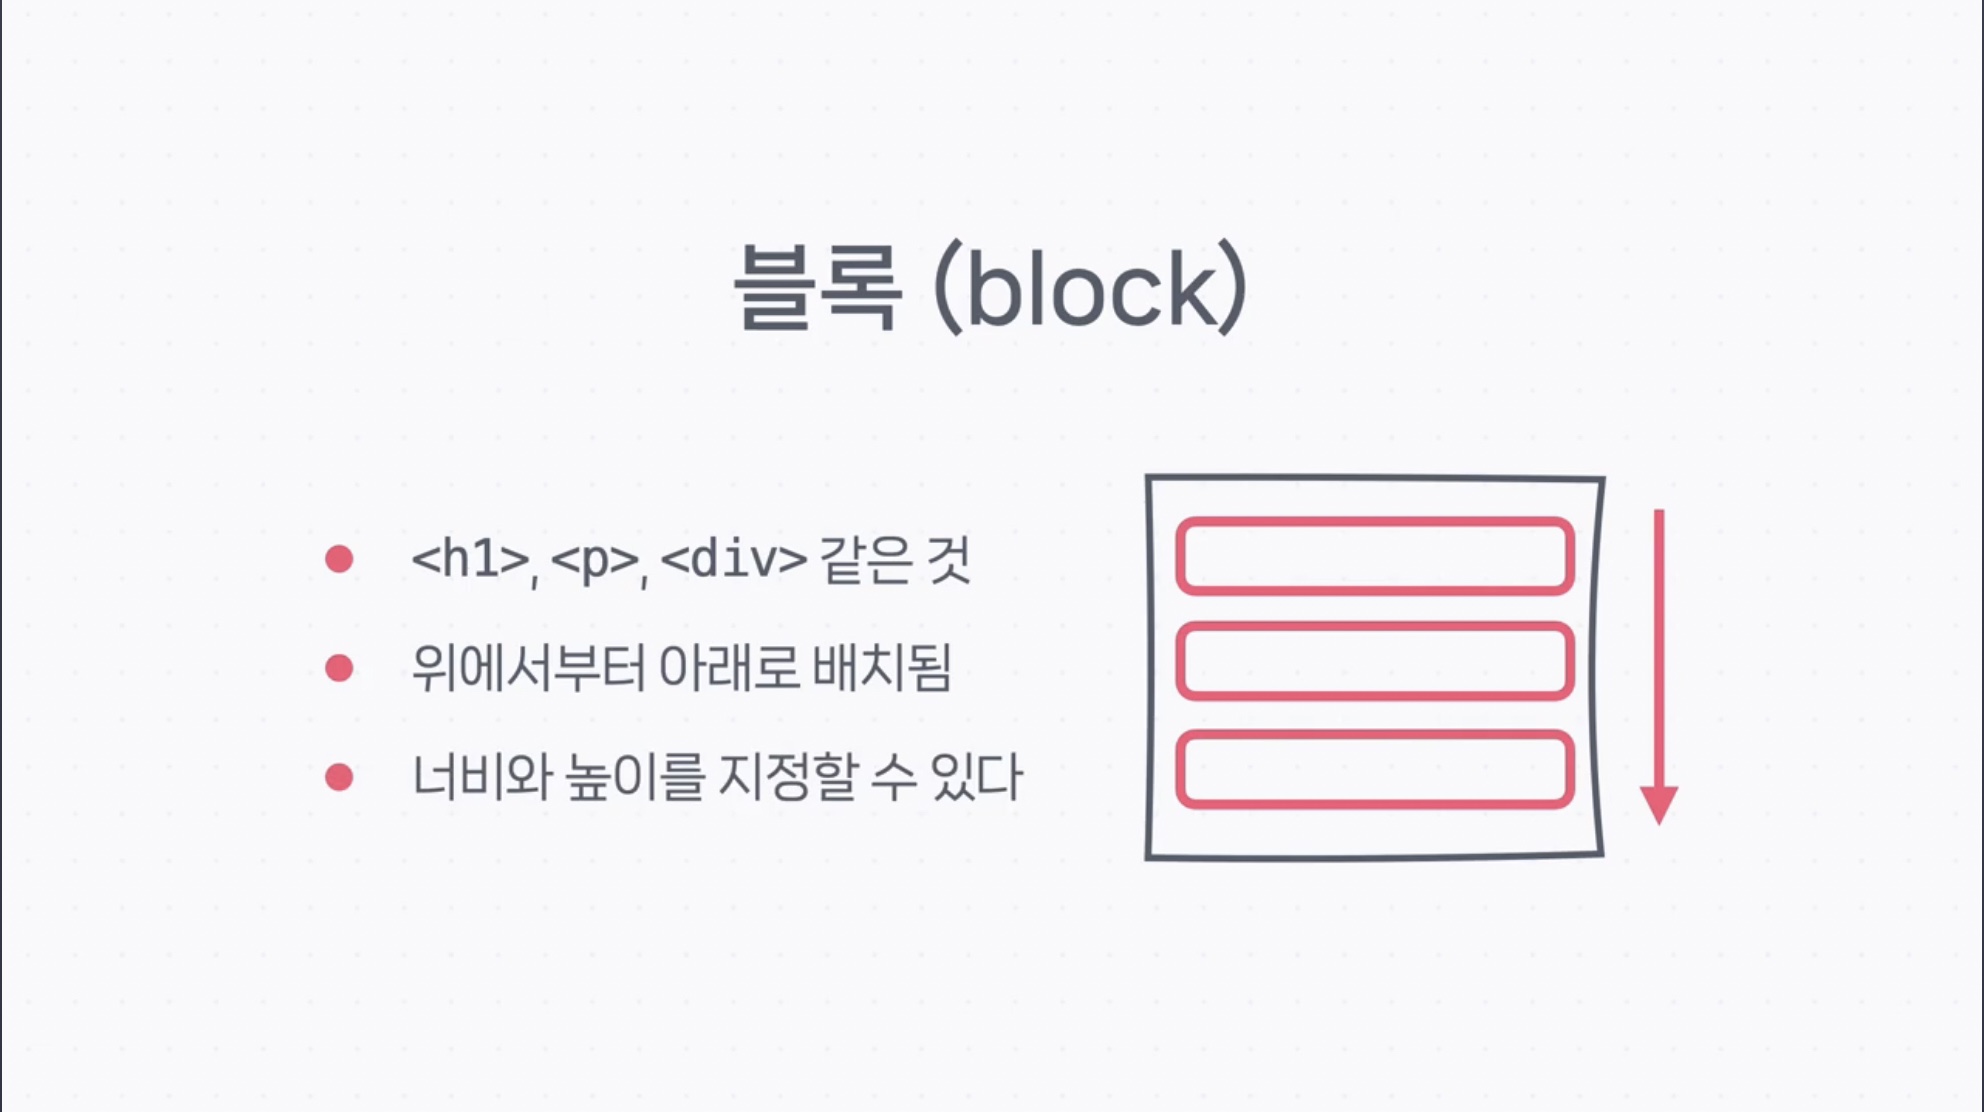 블록 (block)
<h1>, <p>, <div> 같은 것
위에서부터 아래로 배치됨
너비와 높이를 지정할 수 있다